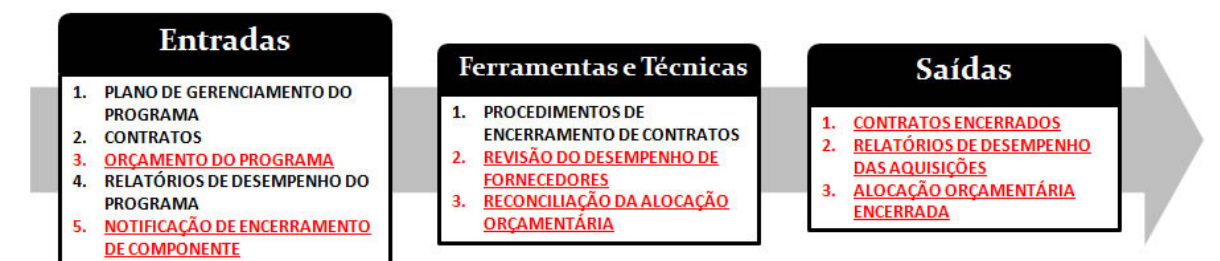 Entradas
1. PLANO DE GERENCIAMENTO DO
PROGRAMA
2. CONTRATOS
3. ORÇAMENTO DO PROGRAMA
4. RELATÓRIOS DE DESEMPENHO DO
PROGRAMA
5. NOTIFICAÇÃO DE ENCERRAMENTO
DE COMPONENTE
Ferramentas e Técnicas
1. PROCEDIMENTOS DE
ENCERRAMENTO DE CONTRATOS
2. REVISÃO DO DESEMPENHO DE
FORNECEDORES
3. RECONCILIAÇÃO DA ALOCAÇÃO
ORÇAMENTÁRIA
Saídas
1. CONTRATOS ENCERRADOS
2. RELATÓRIOS DE DESEMPENHO
DAS AQUISIÇÕES
3. ALOCAÇÃO ORÇAMENTÁRIA
ENCERRADA